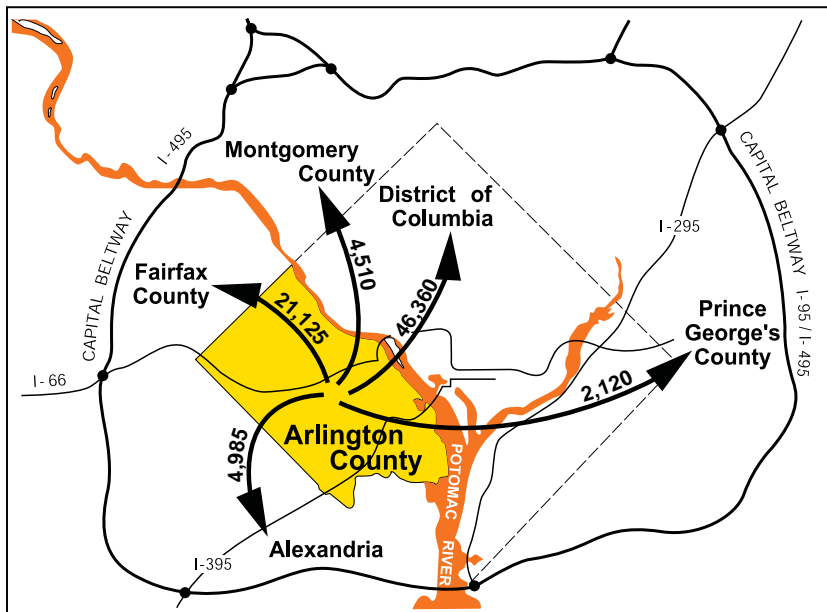 I-495
Montgomery
County
District of
Columbia
CAPITAL BELTWAY
I-95 / I-495
I-295
CAPITAL BELTWAY
Fairfax
County
4,510
46,360
21,125
Prince
George's
County
I-66
2,120
4,985
Arlington
County
POTOMAC
RIVER
Alexandria
I-395